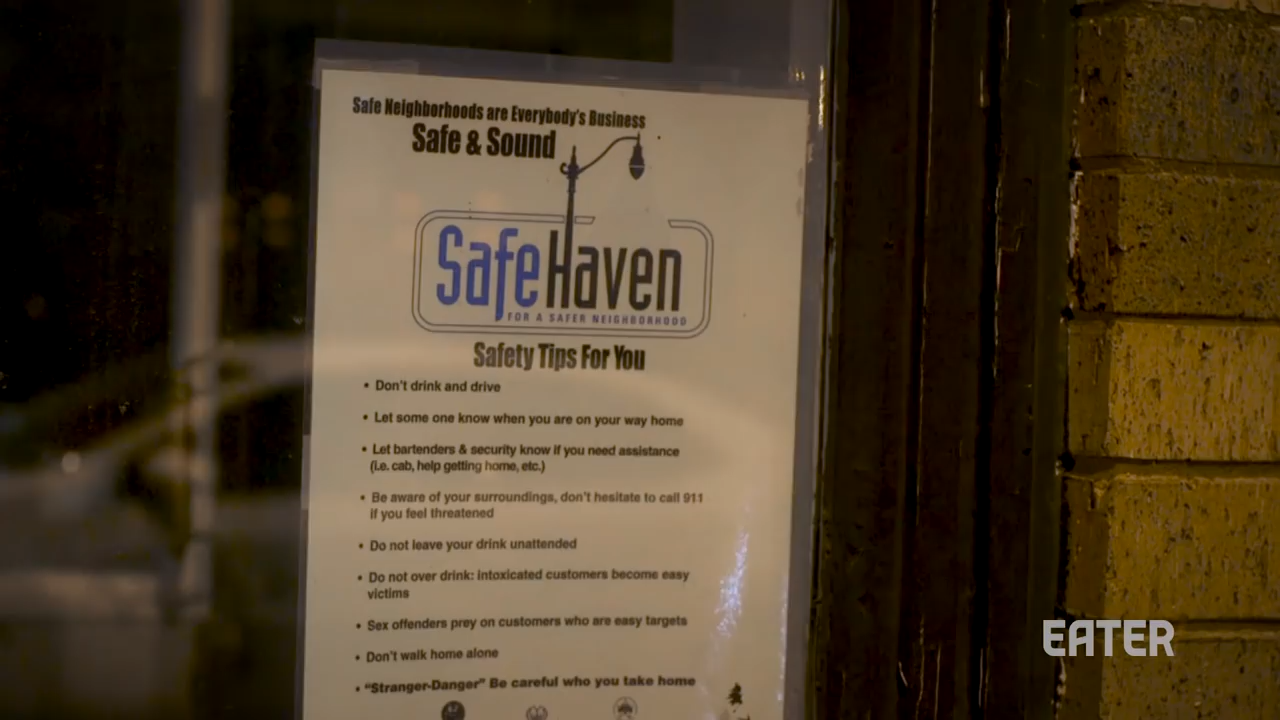 Safe Neighborhoods are Everybody's Business
Safe & Sound
SafeHaven
FOR A SAFER NEIGHBORHOOD
Safety Tips For You
• Don't drink and drive
• Let some one know when you are on your way home
• Let bartenders & security know if you need assistance
(i.e. cab, help getting home, etc.)
• Be aware of your surroundings, don't hesitate to call 911
if you feel threatened
• Do not leave your drink unattended
• Do not over drink: intoxicated customers become easy
victims
• Sex offenders prey on customers who are easy targets
• Don't walk home alone
• "Stranger-Danger" Be careful who you take home
EATER